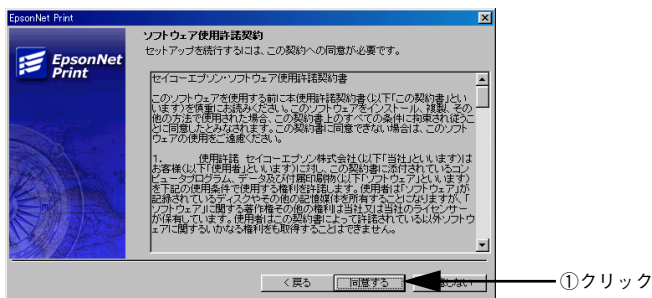 EpsonNet Print
ソフトウェア使用許諾契約
セットアップを続行するには、この契約への同意が必要です。
EpsonNet
Print
セイコーエプソン・ソフトウェア使用許諾契約書
このソフトウェアを使用する前に本使用許諾契約書（以下「この契約書」とい
います）を慎重にお読みください。このソフトウェアをインストール、複製、その
他の方法で使用された場合、この契約書上のすべての条件に拘束されるこ
とに同意したとみなされます。この契約書に同意できない場合は、このソフト
ウェアの使用をご遠慮ください。
1. 使用許諾 セイコーエプソン株式会社（以下「当社」といいます）は
お客様（以下「使用者」といいます）に対し、この契約書に添付されているコン
ピュータプログラム、データ及び付属印刷物（以下「ソフトウェア」といいます）
を下記の使用条件で使用する権利を許諾します。使用者は「ソフトウェア」が
記録されているディスクやその他の記憶媒体を所有することになりますが、「
ソフトウェア」に関する著作権その他の権利は当社又は当社のライセンサー
が保有しています。使用者はこの契約書によって許諾されている以外ソフトウ
ェアに関するいかなる権利をも取得することはできません。
< 戻る 同意する
①クリック